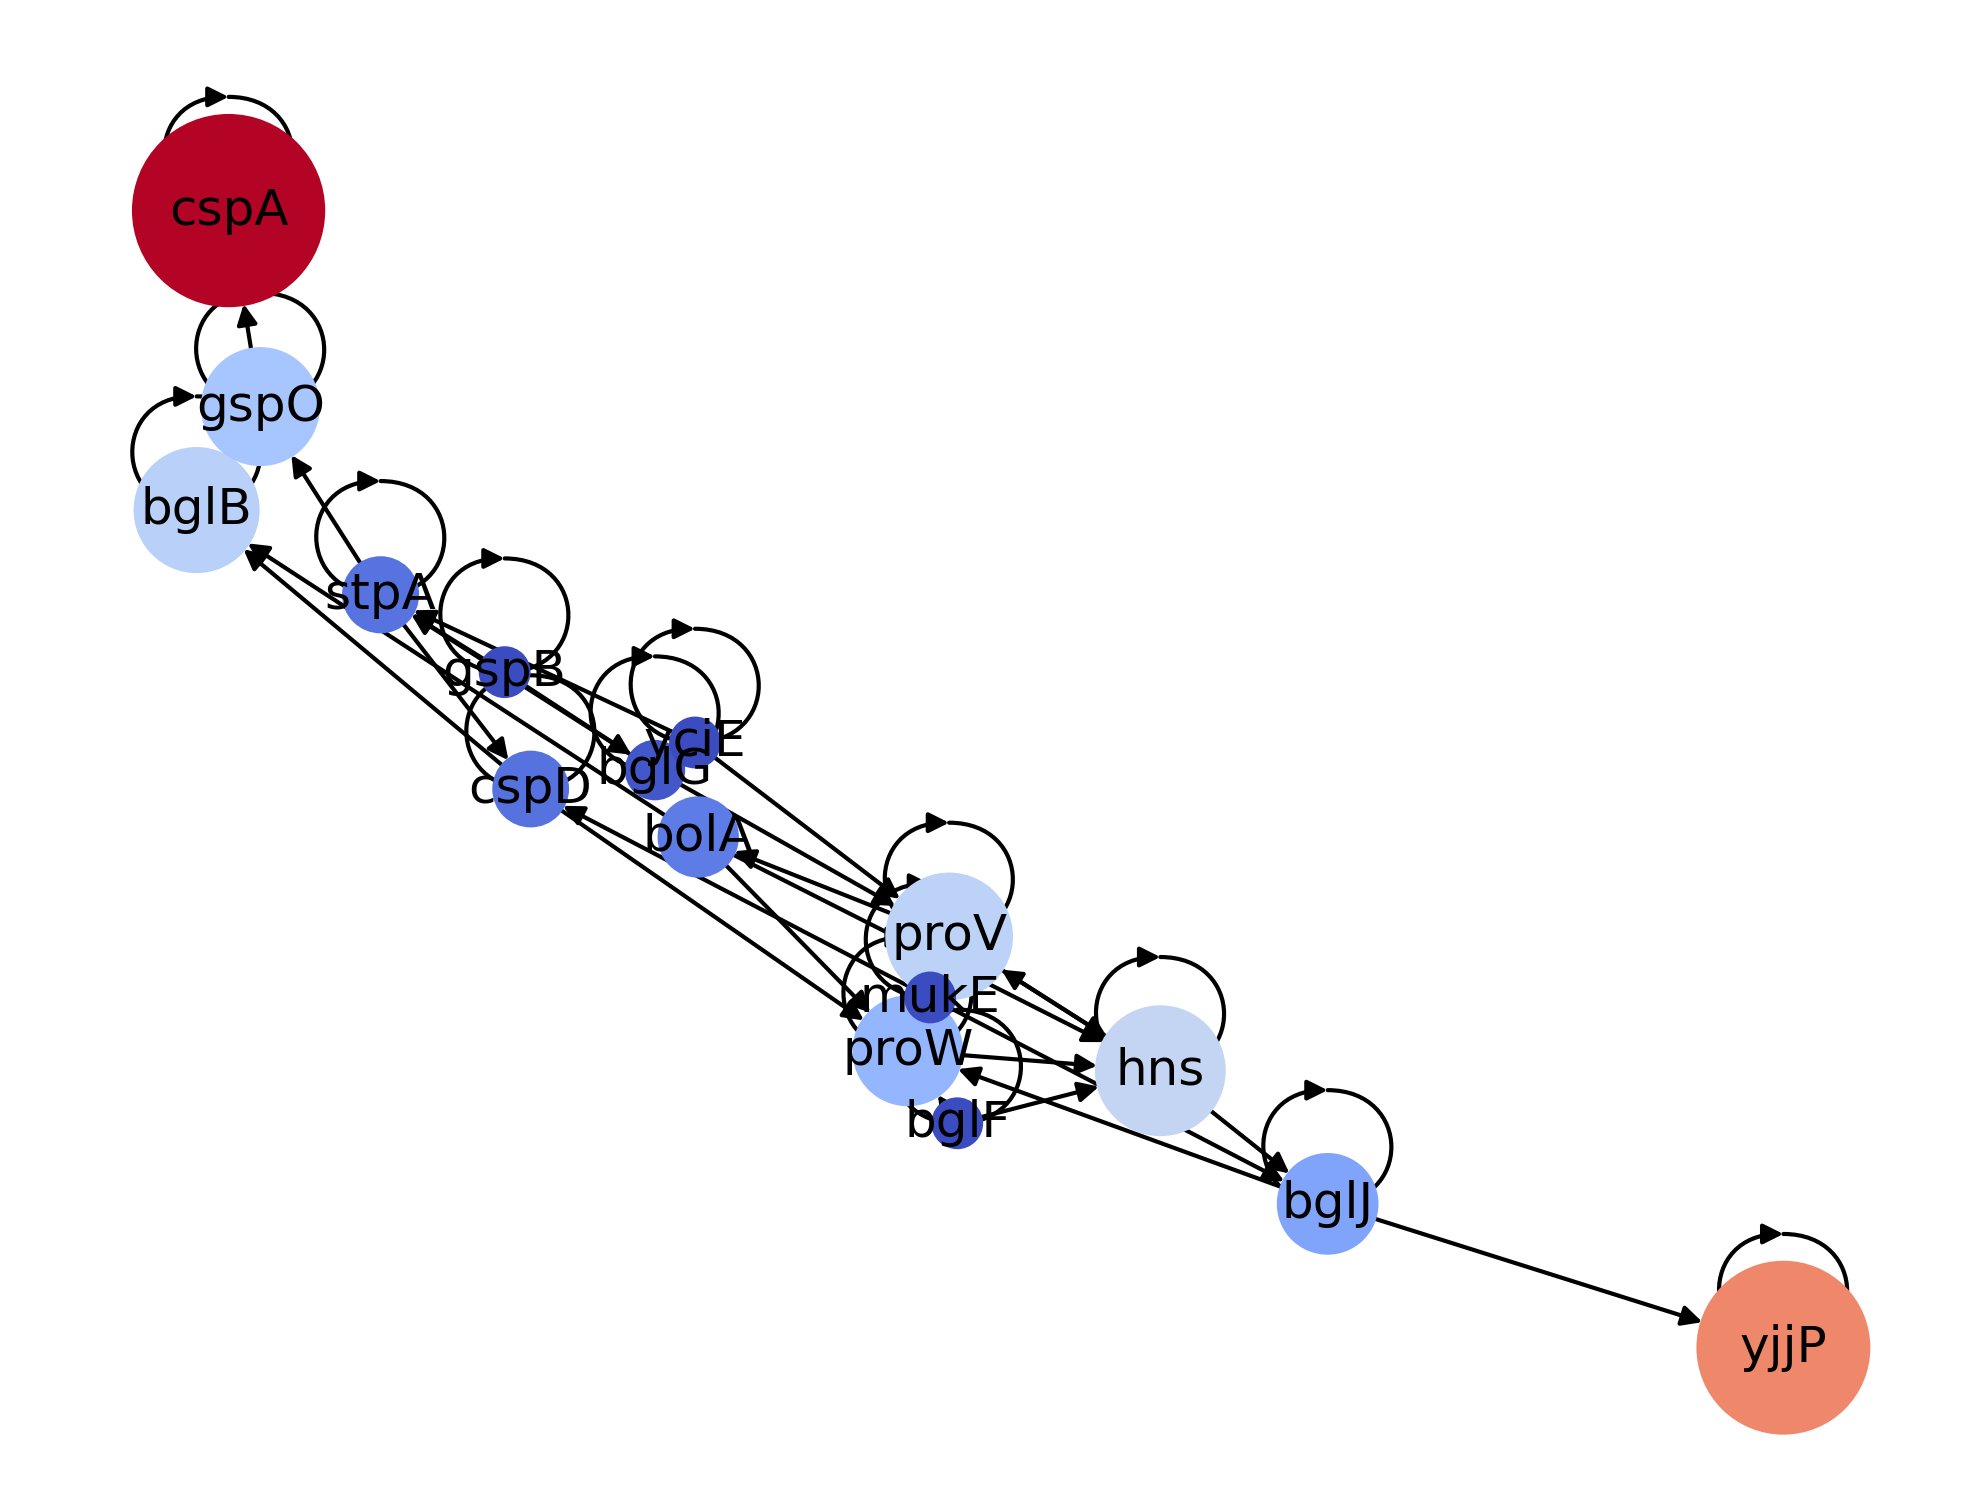 cspA
gspO
bglB
stpA
gspB
yciE
bglG
cspD
bolA
proV
mukE
proW
hns
bglF
bglJ
yjjP